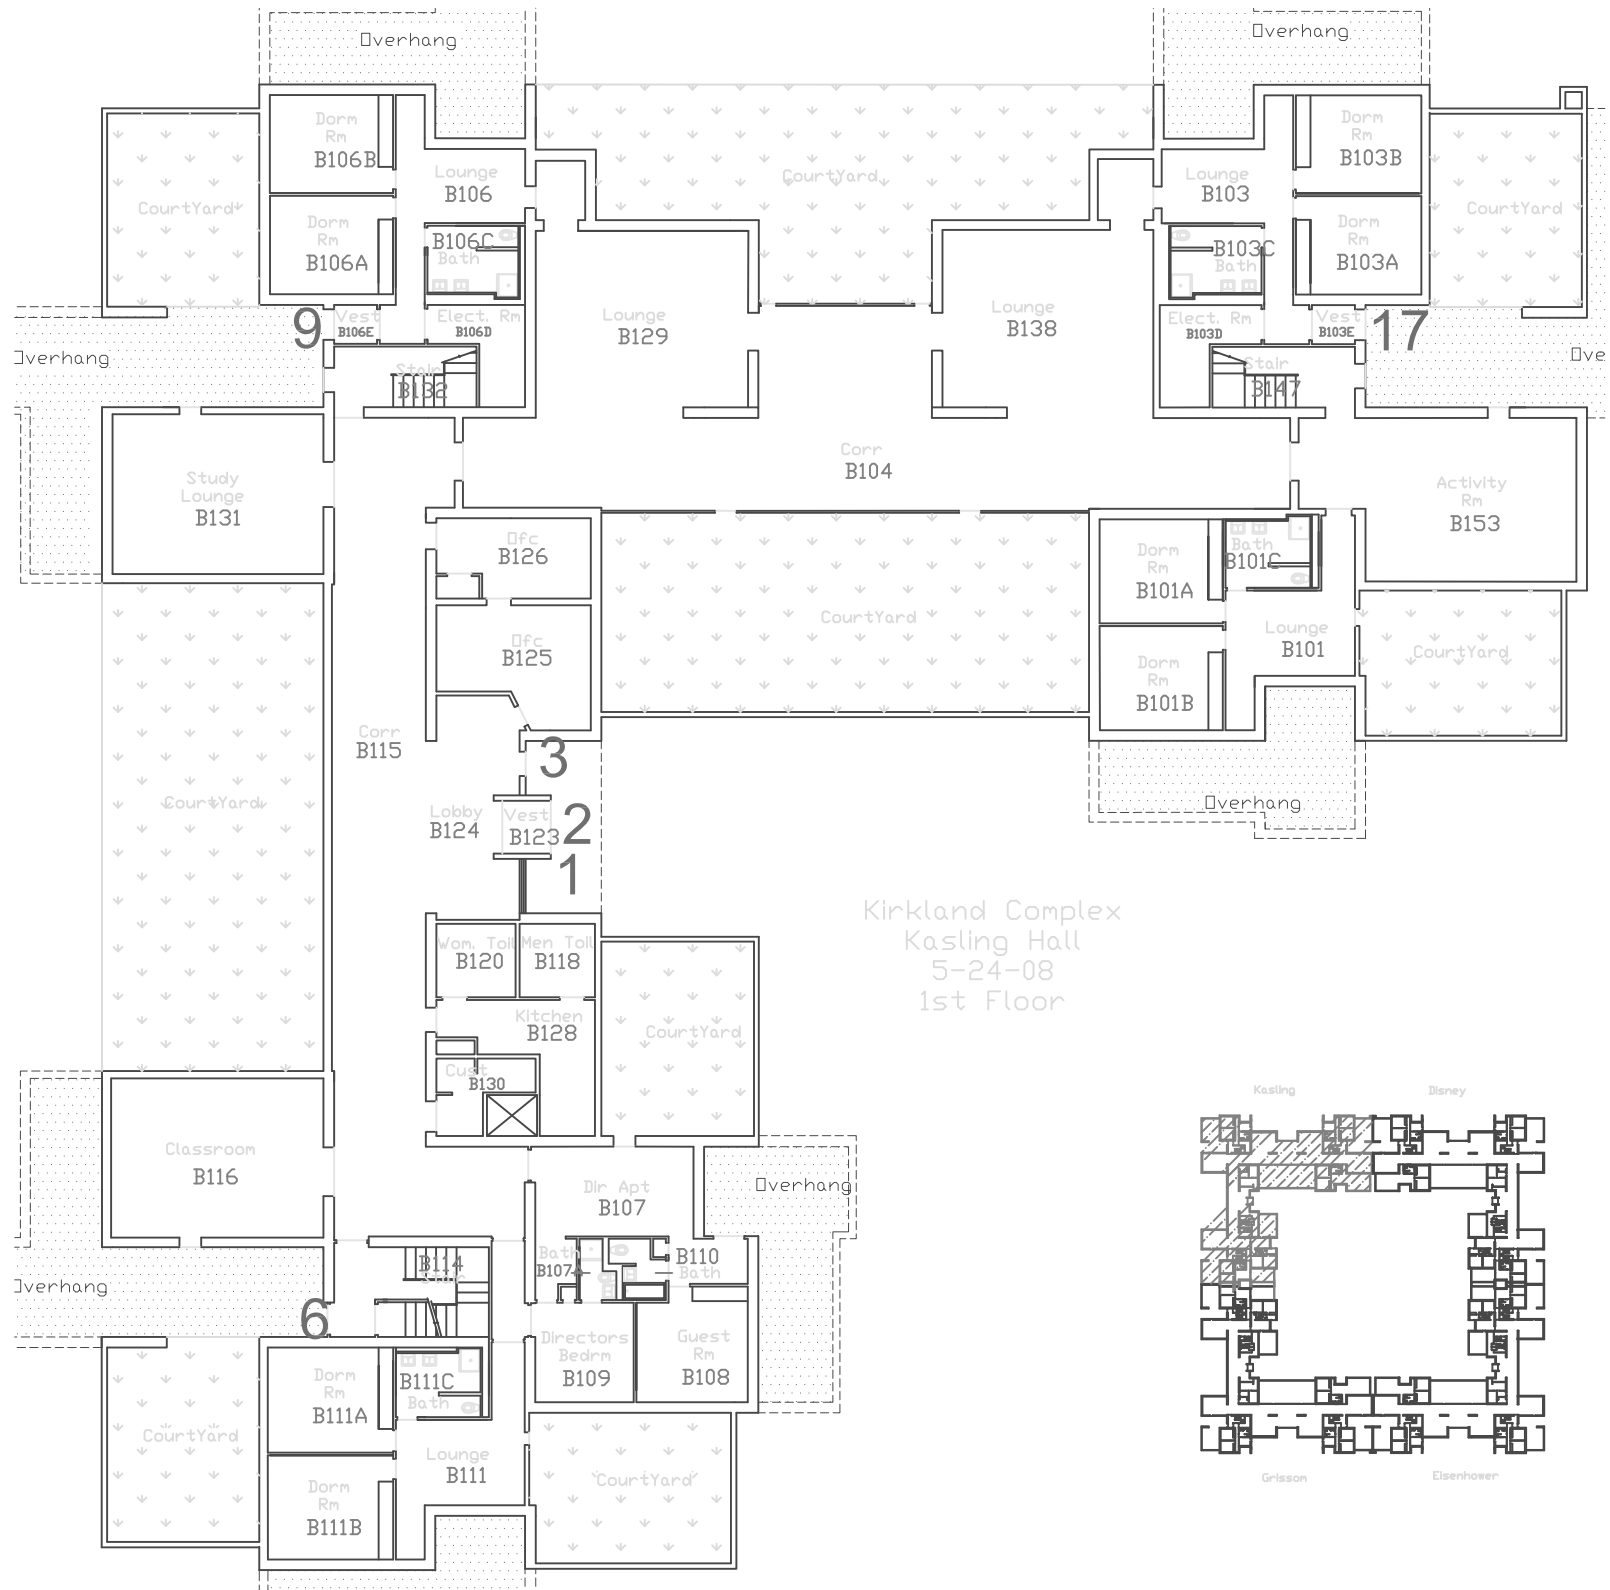 Overhang
Overhang
Dorm
Rm
B106B
Lounge
B106
CourtYard
Dorm
Rm
B106A
B106C
Bath
CourtYard
Lounge
B103
Dorm
Rm
B103B
CourtYard
Dorm
Rm
B103A
B103C
Bath
9
Vest
B106E
Elect. Rm
B106D
Lounge
B129
Lounge
B138
Elect. Rm
B103D
Vest
B103E
17
Overhang
Ove
Stair
B132
Stair
B147
Study
Lounge
B131
Corr
B104
Activity
Rm
B153
Ofc
B126
Ofc
B125
CourtYard
Dorm
Rm
B101A
Bath
B101C
Lounge
B101
CourtYard
Dorm
Rm
B101B
Corr
B115
3
CourtYard
Lobby
B124
Vest
B123
2
1
Overhang
Kirkland Complex
Kasling Hall
5-24-08
1st Floor
Wom. Toil
B120
Men Toil
B118
Kitchen
B128
CourtYard
Cust
B130
Classroom
B116
Dir Apt
B107
Overhang
Overhang
B114
Stair
Bath
B107A
B110
Bath
6
Directors
Bedrm
B109
Guest
Rm
B108
Dorm
Rm
B111A
B111C
Bath
CourtYard
Lounge
B111
CourtYard
Dorm
Rm
B111B
Kasling
Disney
Grissom
Eisenhower